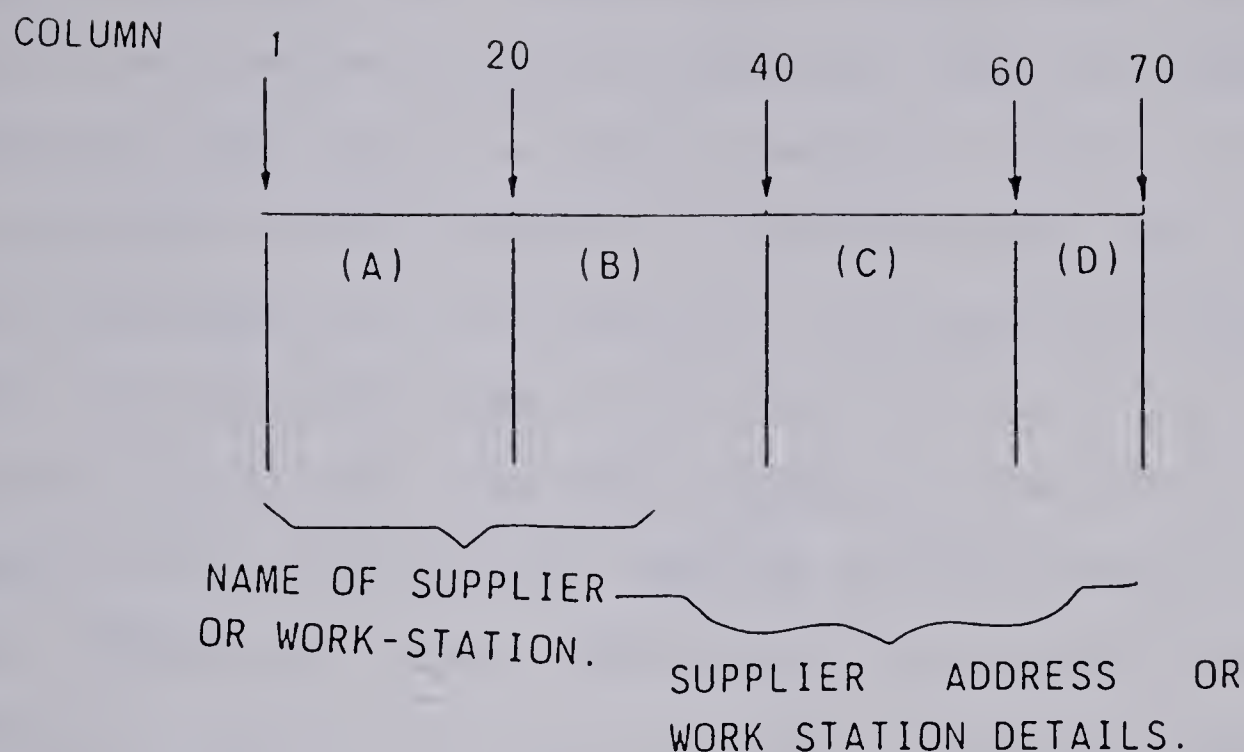 COLUMN 1 20 40 60 70
(A) (B) (C) (D)
NAME OF SUPPLIER
OR WORK-STATION.
SUPPLIER ADDRESS OR
WORK STATION DETAILS.